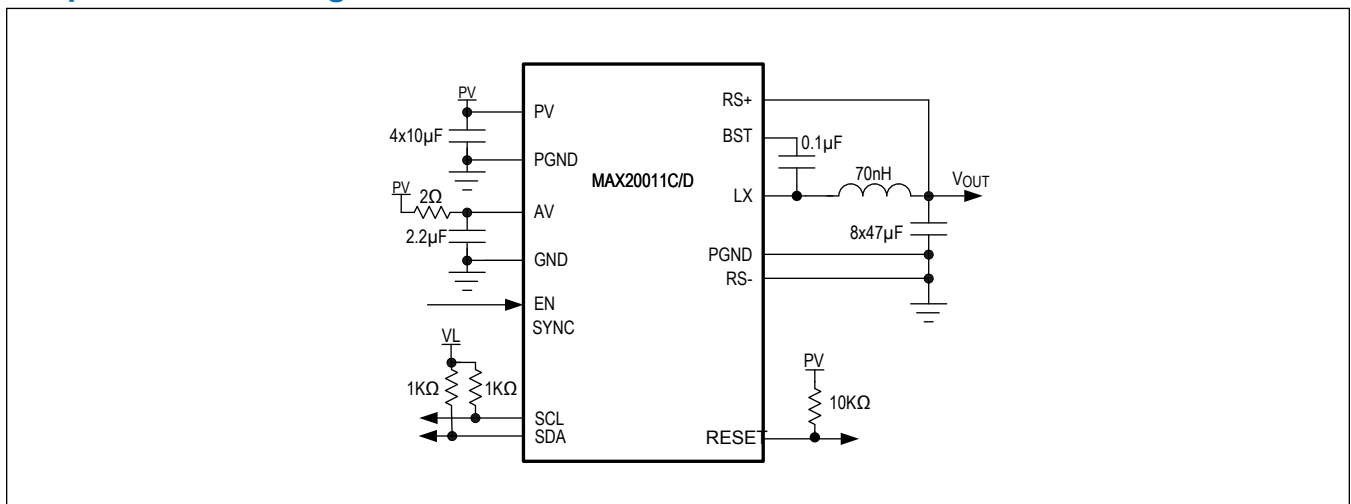 PV
4x10µF
PV
PGND
PV
2Ω
AV
2.2µF
GND
EN
SYNC
VL
1KΩ
1KΩ
SCL
SDA
MAX20011C/D
RS+
BST
0.1µF
70nH
LX
VOUT
8x47µF
PGND
RS-
PV
10KΩ
RESET